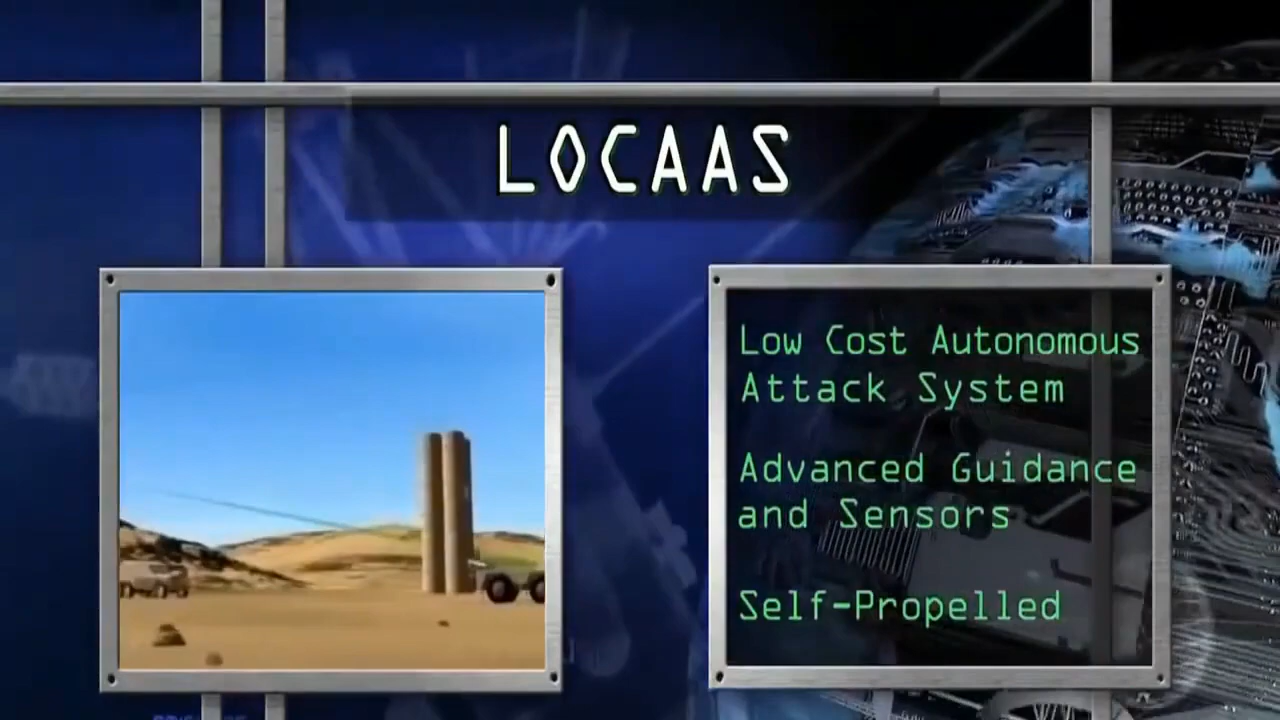 LOCAAS
Low Cost Autonomous
Attack System
Advanced Guidance
and Sensors
Self-Propelled